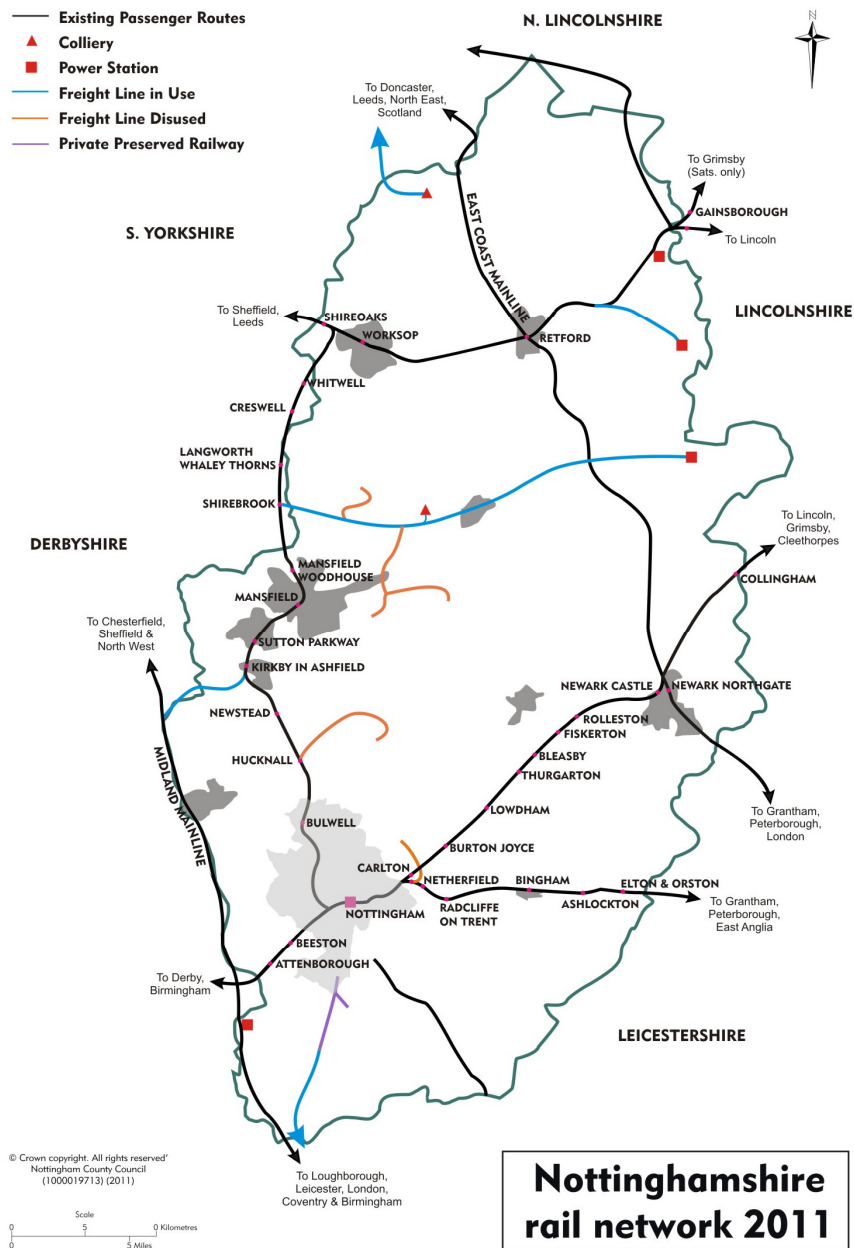 Existing Passenger Routes
Colliery
Power Station
Freight Line in Use
Freight Line Disused
Private Preserved Railway
N. LINCOLNSHIRE
N
To Doncaster,
Leeds, North East,
Scotland
To Grimsby
(Sats. only)
GAINSBOROUGH
To Lincoln
S. YORKSHIRE
EAST COAST MAINLINE
LINCOLNSHIRE
To Sheffield,
Leeds
SHIREOAKS
WORKSOP
RETFORD
WHITWELL
CRESWELL
LANGWORTH
WHALEY THORNS
SHIREBROOK
DERBYSHIRE
To Lincoln,
Grimsby,
Cleethorpes
COLLINGHAM
MANSFIELD
WOODHOUSE
MANSFIELD
To Chesterfield,
Sheffield &
North West
SUTTON PARKWAY
KIRKBY IN ASHFIELD
NEWARK CASTLE
NEWARK NORTHGATE
NEWSTEAD
ROLLESTON
FISKERTON
HUCKNALL
BLEASBY
THURGARTON
MIDLAND MAINLINE
LOWDHAM
To Grantham,
Peterborough,
London
BULWELL
BURTON JOYCE
CARLTON
NETHERFIELD
BINGHAM
ELTON & ORSTON
NOTTINGHAM
RADCLIFFE
ON TRENT
ASHLOCKTON
To Grantham,
Peterborough,
East Anglia
BEESTON
ATTENBOROUGH
To Derby,
Birmingham
LEICESTERSHIRE
© Crown copyright. All rights reserved'
Nottingham County Council
(1000019713) (2011)
To Loughborough,
Leicester, London,
Coventry & Birmingham
Scale
0 5 0 Kilometres
0 5 Miles
Nottinghamshire
rail network 2011